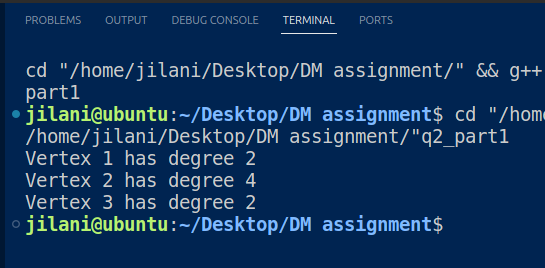 PROBLEMS OUTPUT DEBUG CONSOLE TERMINAL PORTS
cd "/home/jilani/Desktop/DM assignment/" && g++
part1
jilani@ubuntu:~/Desktop/DM assignment$ cd "/home
/home/jilani/Desktop/DM assignment/"q2_part1
Vertex 1 has degree 2
Vertex 2 has degree 4
Vertex 3 has degree 2
jilani@ubuntu:~/Desktop/DM assignment$